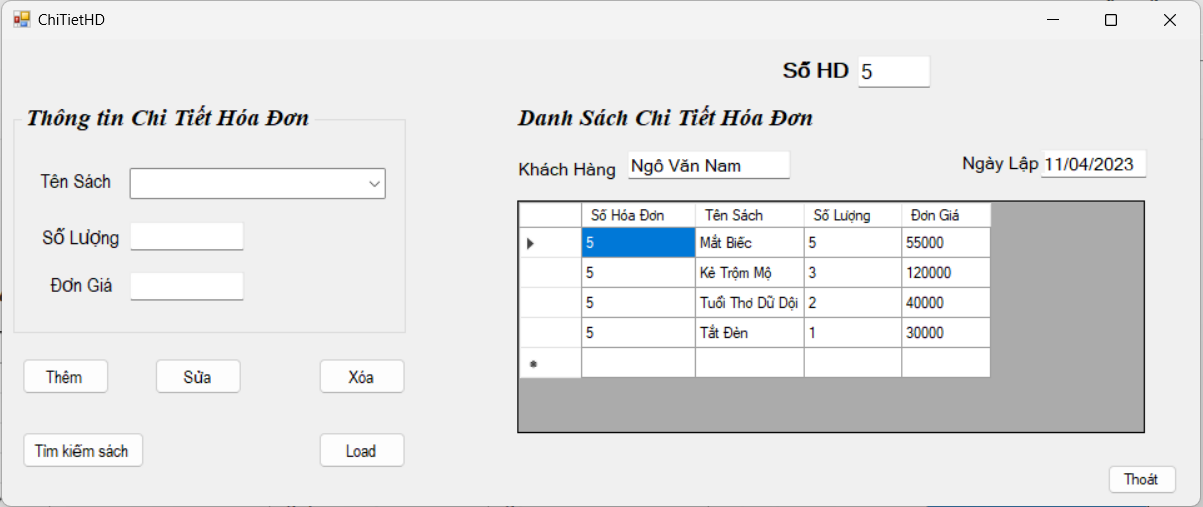 ChiTietHD
Số HD 5
Thông tin Chi Tiết Hóa Đơn
Tên Sách
Số Lượng
Đơn Giá
Thêm Sửa Xóa
Tìm kiếm sách Load
Danh Sách Chi Tiết Hóa Đơn
Khách Hàng Ngô Văn Nam Ngày Lập 11/04/2023
Số Hóa Đơn Tên Sách Số Lượng Đơn Giá
5 Mắt Biếc 5 55000
5 Kẻ Trộm Mộ 3 120000
5 Tuổi Thơ Dữ Dội 2 40000
5 Tắt Đèn 1 30000
Thoát